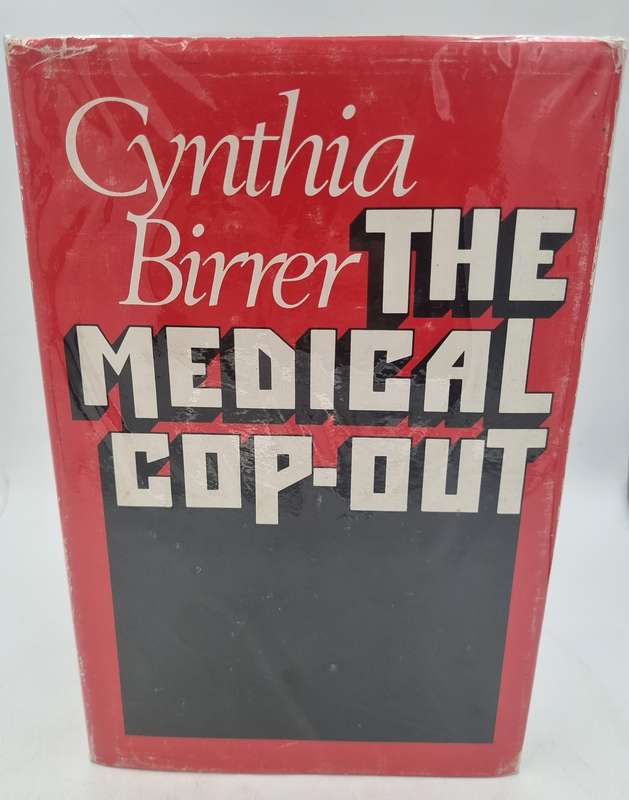 Cynthia
Birrer
THE
MEDICAL
COP-OUT